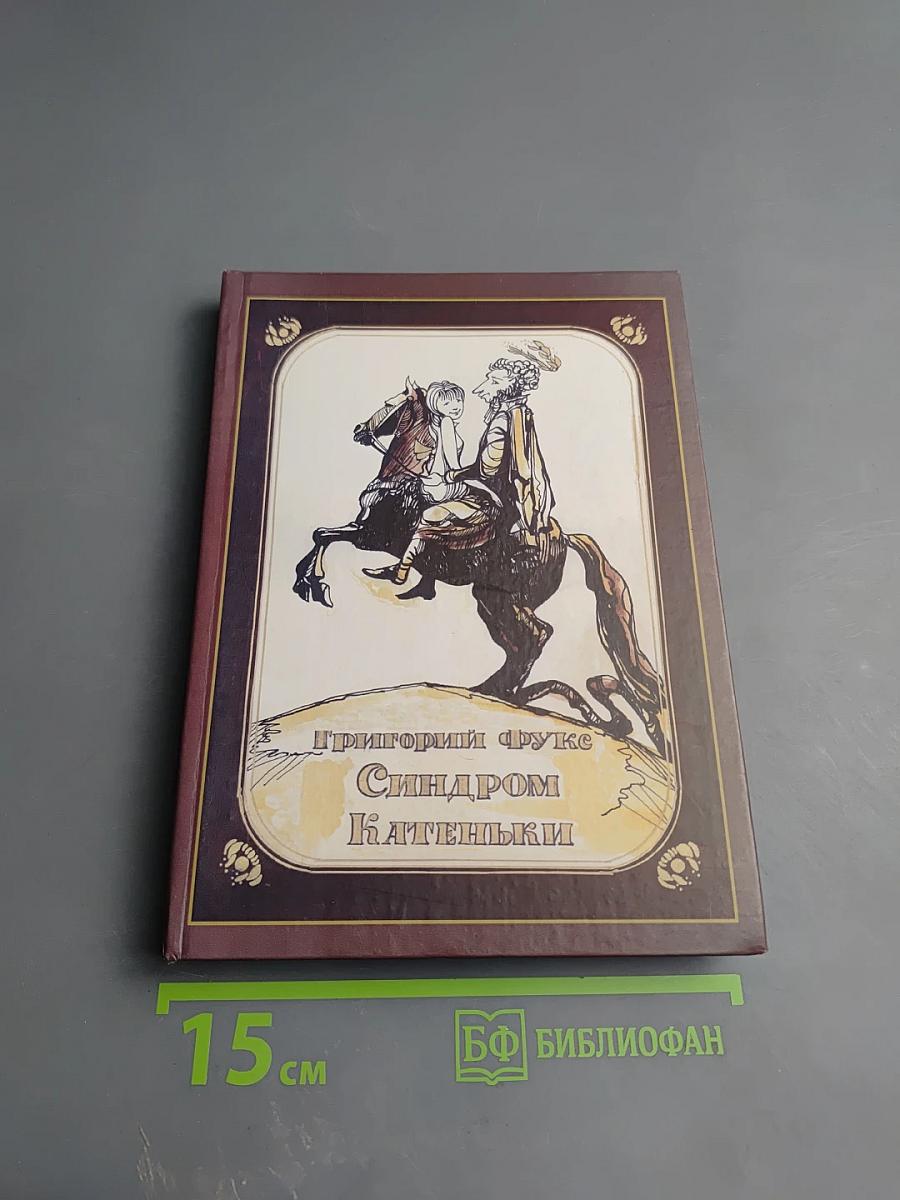 Григорий Фукс
Синдром
Катеньки
15 см
БФ БИБЛИОФАН